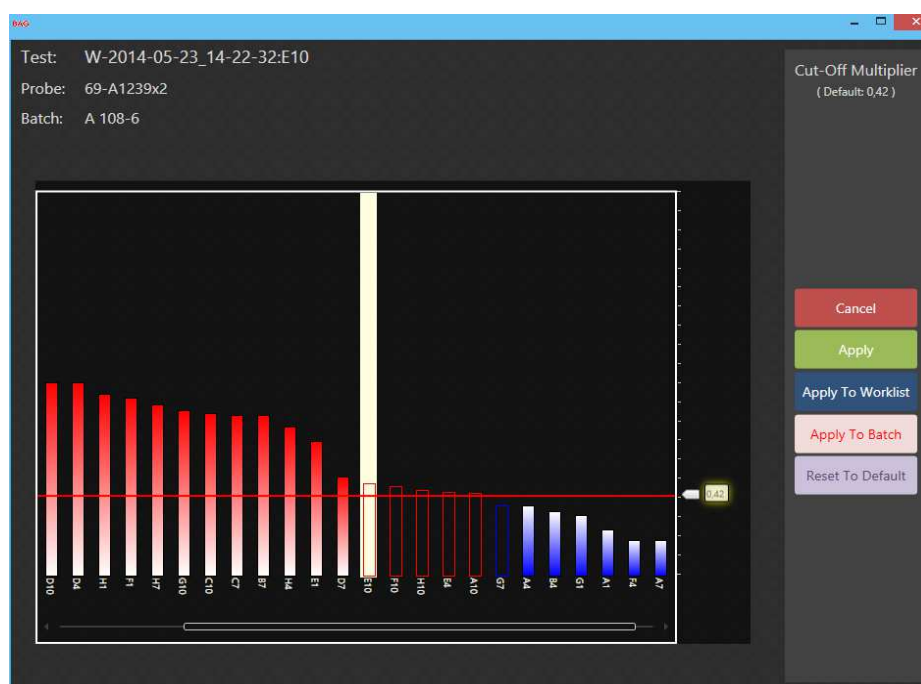 BAG
Test: W-2014-05-23_14-22-32:E10
Probe: 69-A1239x2
Batch: A 108-6
Cut-Off Multiplier
( Default: 0,42 )
Cancel
Apply
Apply To Worklist
Apply To Batch
Reset To Default
0,42
D10 D4 H1 F1 H7 G10 C10 C7 B7 H4 E1 D7 E10 F10 H10 E4 A10 G7 A4 B4 G1 A1 F4 A7